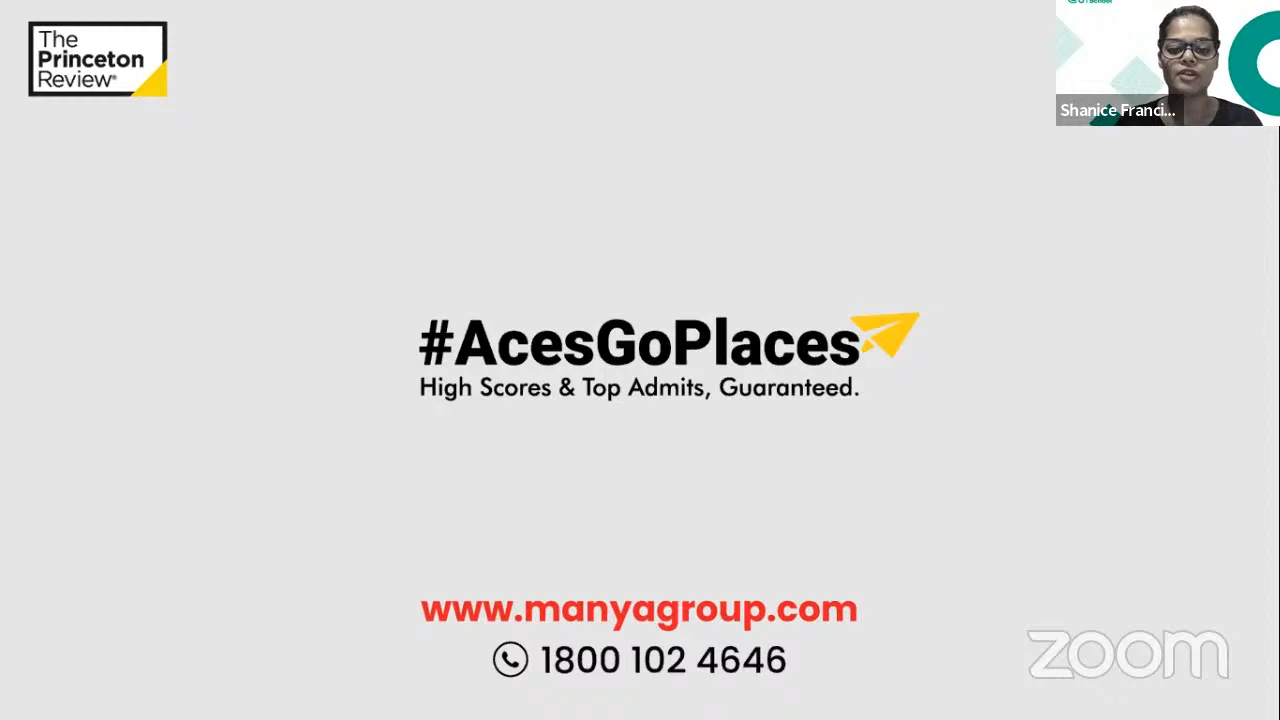 The
Princeton
Review®
Shanice Franci...
#AcesGoPlaces
High Scores & Top Admits, Guaranteed.
www.manyagroup.com
1800 102 4646
zoom